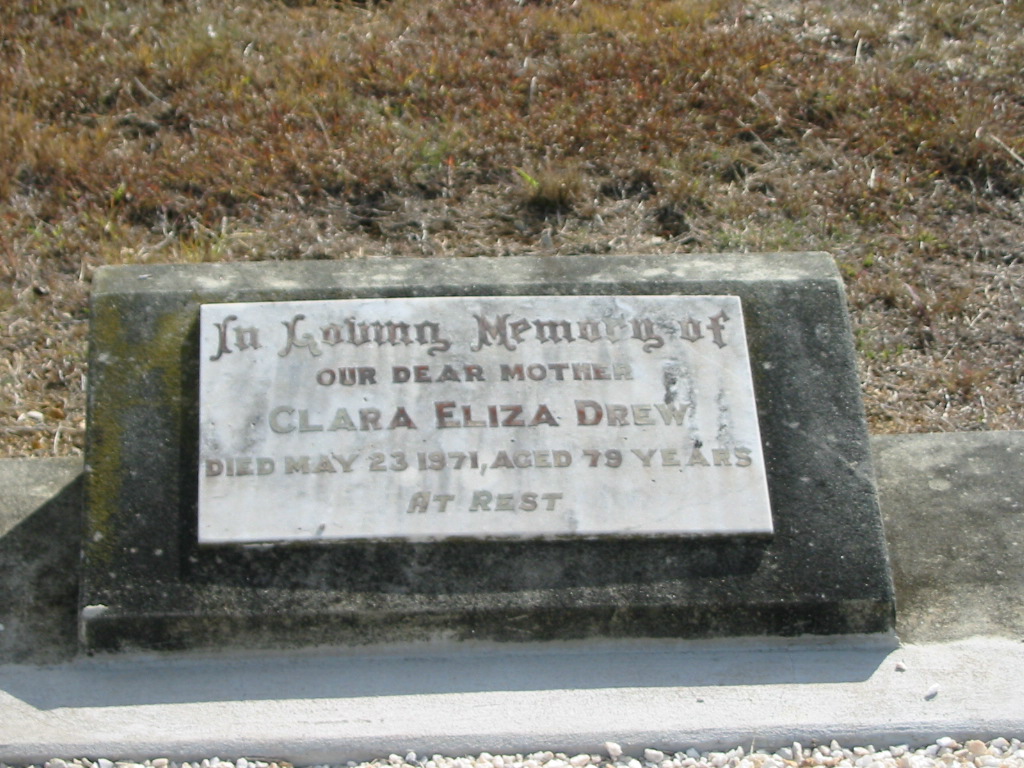 In Loving Memory of
OUR DEAR MOTHER
CLARA ELIZA DREW
DIED MAY 23 1971, AGED 79 YEARS
AT REST